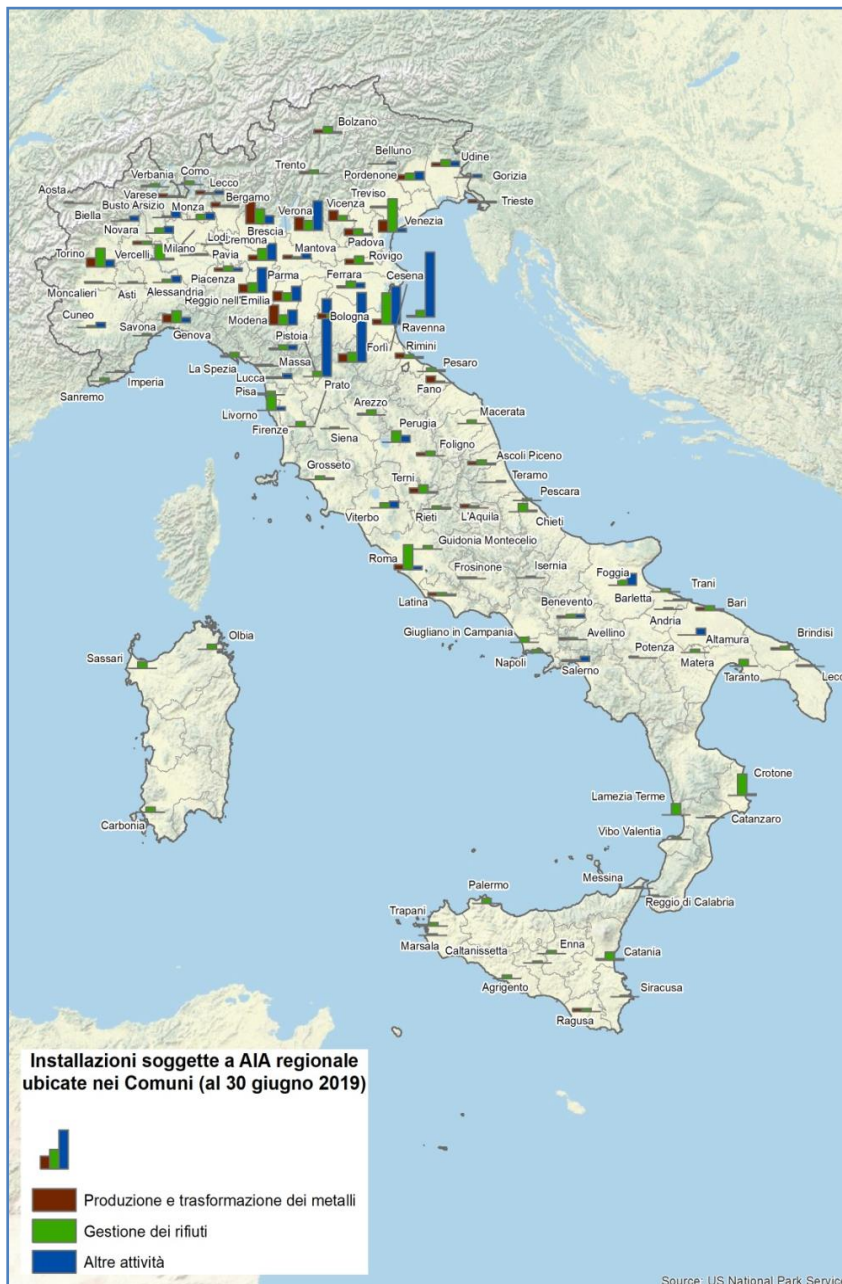 Bolzano
Belluno
Udine
Trento
Pordenone
Gorizia
Verbania
Como
Lecco
Treviso
Aosta
Varese
Bergamo
Vicenza
Trieste
Busto Arsizio
Monza
Verona
Biella
Venezia
Novara
Brescia
Padova
Lodi
Cremona
Milano
Mantova
Rovigo
Torino
Vercelli
Pavia
Cesena
Piacenza
Parma
Ferrara
Moncalieri
Asti
Alessandria
Reggio nell'Emilia
Cuneo
Modena
Bologna
Ravenna
Savona
Genova
Pistoia
Forlì
Rimini
La Spezia
Massa
Pesaro
Imperia
Lucca
Prato
Fano
Sanremo
Pisa
Arezzo
Livorno
Macerata
Firenze
Siena
Perugia
Foligno
Ascoli Piceno
Grosseto
Terni
Teramo
Pescara
Viterbo
Rieti
L'Aquila
Chieti
Guidonia Montecelio
Roma
Frosinone
Isernia
Foggia
Trani
Latina
Benevento
Barletta
Bari
Andria
Giugliano in Campania
Avellino
Altamura
Brindisi
Olbia
Sassari
Napoli
Potenza
Matera
Salerno
Taranto
Lecc
Crotone
Lamezia Terme
Carbonia
Catanzaro
Vibo Valentia
Messina
Palermo
Reggio di Calabria
Trapani
Marsala
Caltanissetta
Enna
Catania
Agrigento
Siracusa
Ragusa
Installazioni soggette a AIA regionale
ubicate nei Comuni (al 30 giugno 2019)
Produzione e trasformazione dei metalli
Gestione dei rifiuti
Altre attività
Source: US National Park Service